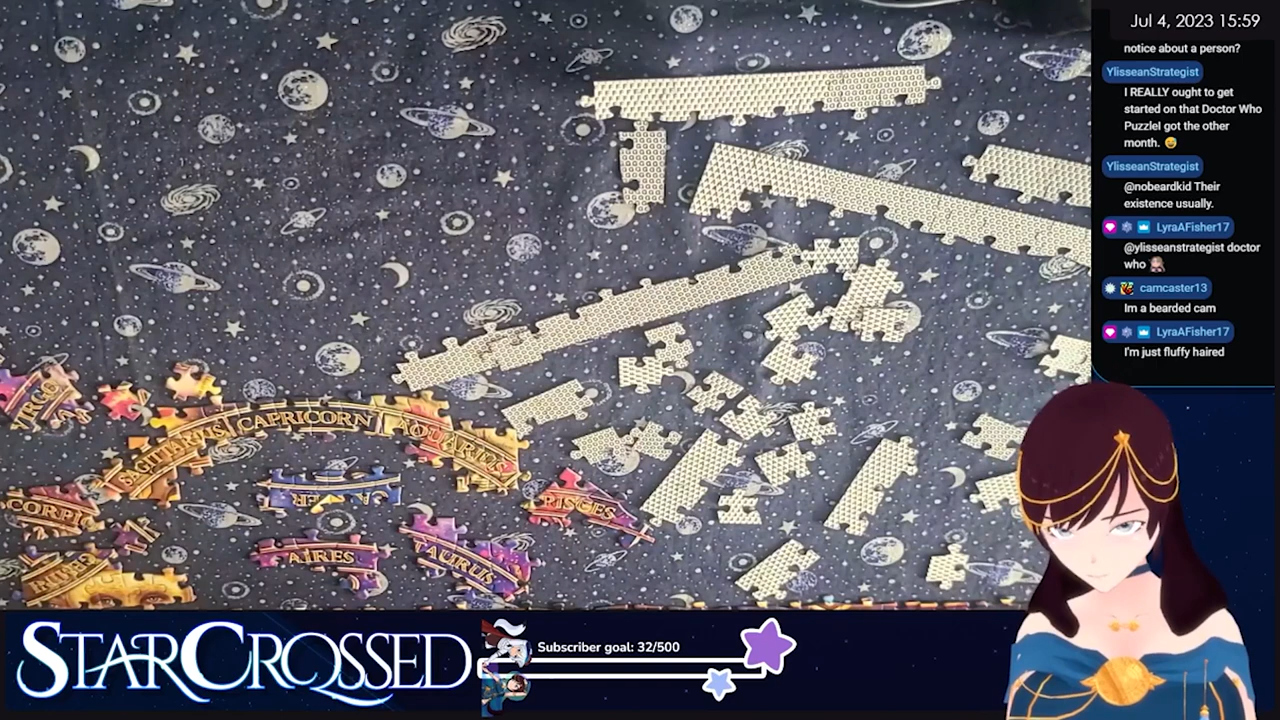 Jul 4, 2023 15:59
notice about a person?
YlisseanStrategist
I REALLY ought to get
started on that Doctor Who
PuzzleI got the other
month.
YlisseanStrategist
@nobeardkid Their
existence usually.
LyraAFisher17
@ylisseanstrategist doctor
who
camcaster13
Im a bearded cam
LyraAFisher17
I'm just fluffy haired
VIRGO
SAGITTARIUS
CAPRICORN
AQUARIUS
CANCER
SCORPIO
PISCES
AIRES
TAURUS
STARCROSSED
Subscriber goal: 32/500